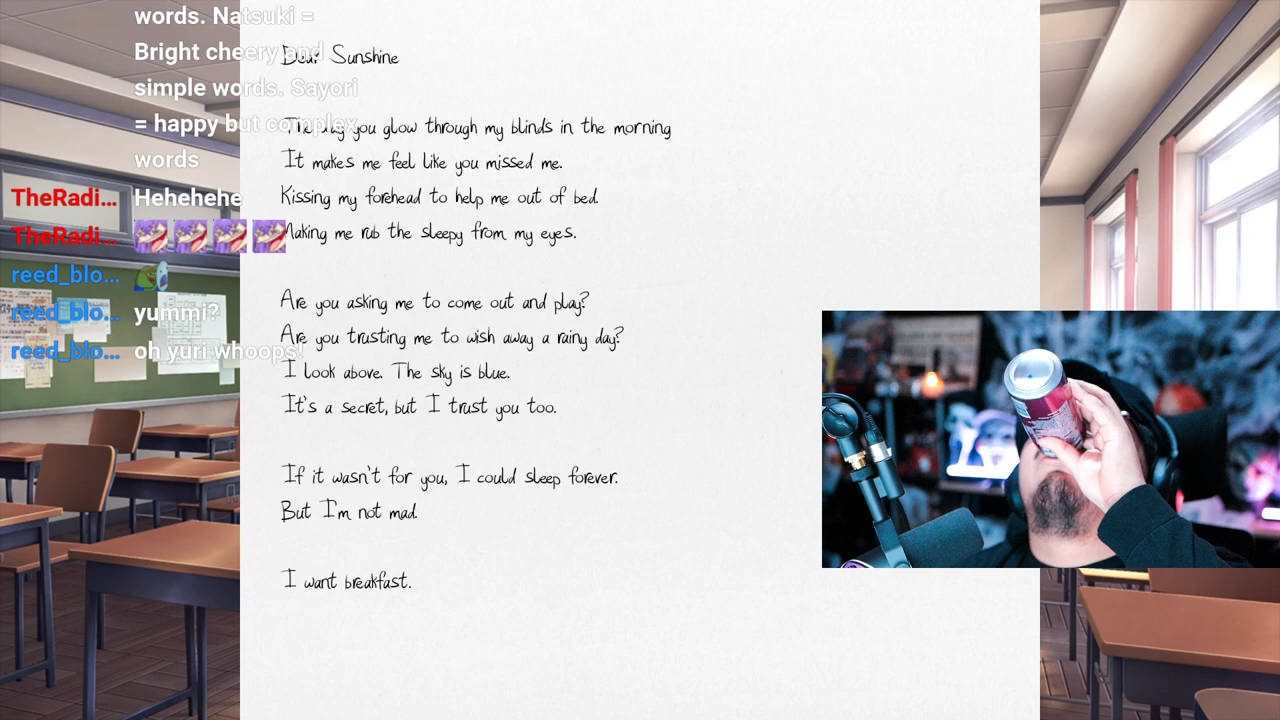 words. Natsuki =
Bright cheery and
simple words. Sayori
= happy but complex
words
TheRadi... Hehehehe
TheRadi...
reed_blo...
reed_blo... yummi?
reed_blo... oh yuri whoops!
Dear Sunshine
The way you glow through my blinds in the morning
It makes me feel like you missed me.
Kissing my forehead to help me out of bed.
Making me rub the sleepy from my eyes.
Are you asking me to come out and play?
Are you trusting me to wish away a rainy day?
I look above. The sky is blue.
It's a secret, but I trust you too.
If it wasn't for you, I could sleep forever.
But I'm not mad.
I want breakfast.